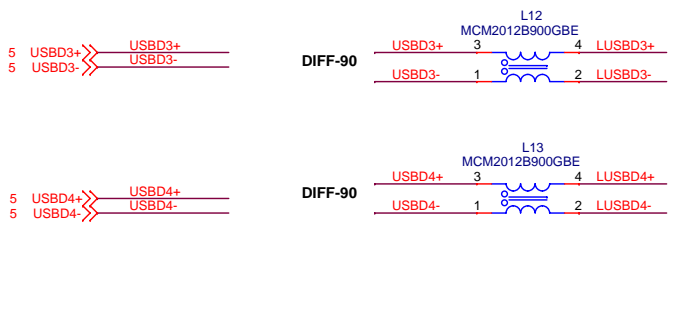 L12
MCM2012B900GBE
5 USBD3+ USBD3+ DIFF-90 USBD3+ 3 4 LUSBD3+
5 USBD3- USBD3- USBD3- 1 2 LUSBD3-
L13
MCM2012B900GBE
5 USBD4+ USBD4+ DIFF-90 USBD4+ 3 4 LUSBD4+
5 USBD4- USBD4- USBD4- 1 2 LUSBD4-